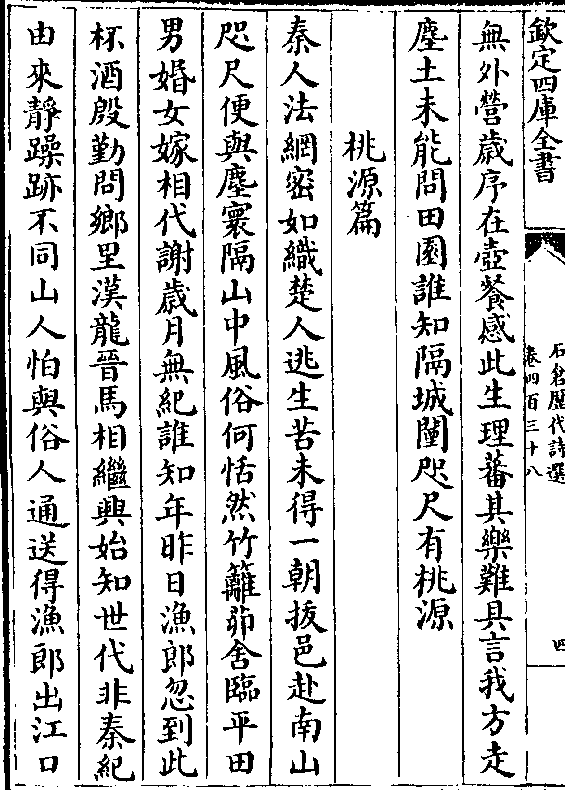 欽定四庫全書
石倉歷代詩選
卷四百三十八
四
無外營歲序在壺餐感此生理蕃其樂難具言我方走
塵土未能問田園誰知隔城闉咫尺有桃源
桃源篇
秦人法網密如織楚人逃生苦未得一朝拔邑赴南山
咫尺便與塵寰隔山中風俗何恬然竹籬茆舍臨平田
男婚女嫁相代謝歲月無紀誰知年昨日漁郎忽到此
杯酒殷勤問鄉里漢龍晉馬相繼興始知世代非秦紀
由來靜躁跡不同山人怕與俗人通送得漁郎出江口